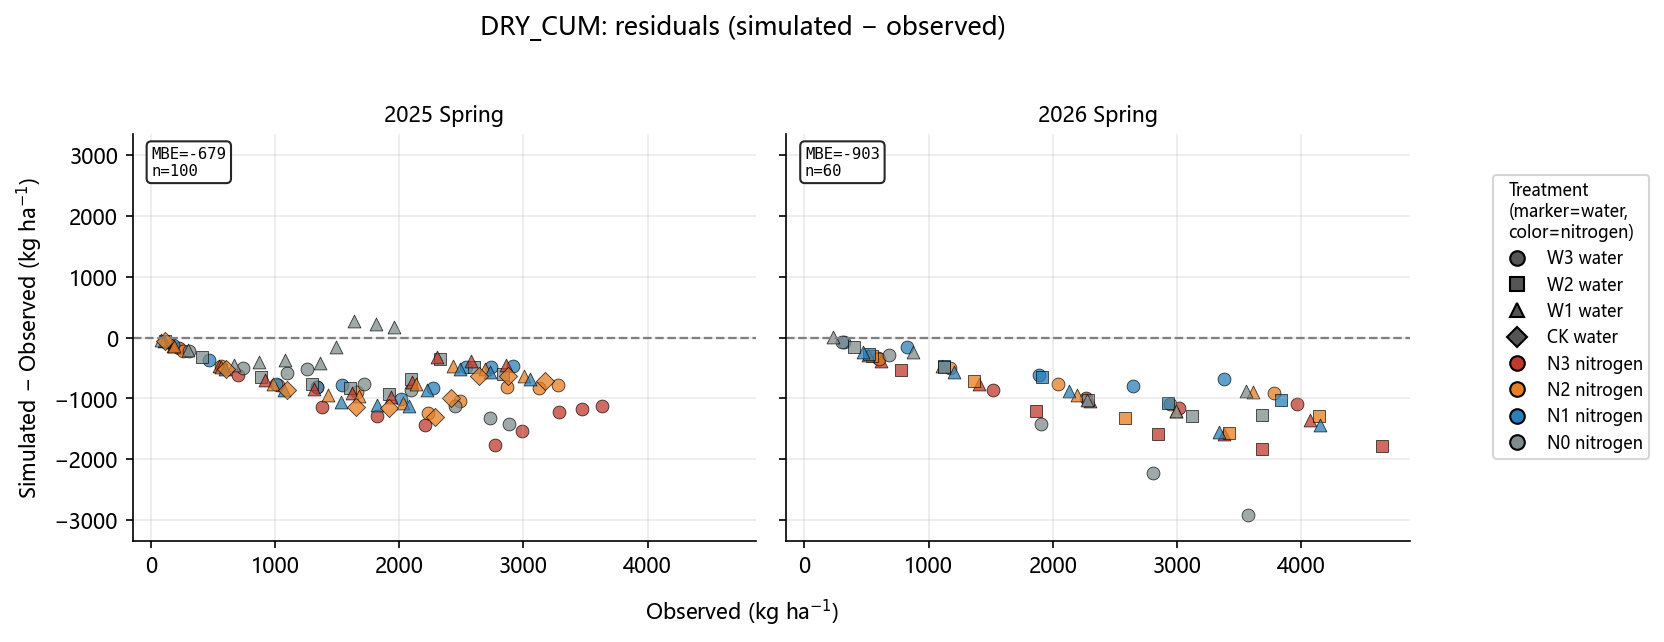 DRY_CUM: residuals (simulated − observed)
2025 Spring
2026 Spring
MBE=-679
n=100
MBE=-903
n=60
3000
2000
1000
0
−1000
−2000
−3000
Simulated − Observed (kg ha⁻¹)
0 1000 2000 3000 4000
0 1000 2000 3000 4000
Observed (kg ha⁻¹)
Treatment
(marker=water,
color=nitrogen)
W3 water
W2 water
W1 water
CK water
N3 nitrogen
N2 nitrogen
N1 nitrogen
N0 nitrogen